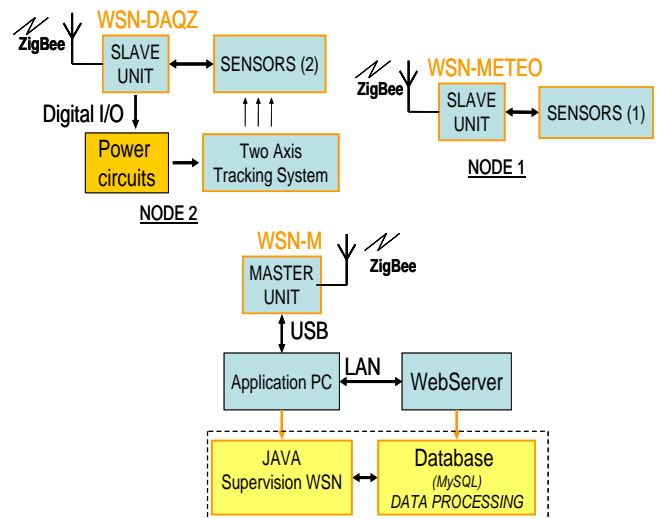 WSN-DAQZ
ZigBee
SLAVE
UNIT
SENSORS (2)
Digital I/O
Power
circuits
Two Axis
Tracking System
NODE 2
WSN-METEO
ZigBee
SLAVE
UNIT
SENSORS (1)
NODE 1
WSN-M
MASTER
UNIT
ZigBee
USB
Application PC
LAN
WebServer
JAVA
Supervision WSN
Database
(MySQL)
DATA PROCESSING